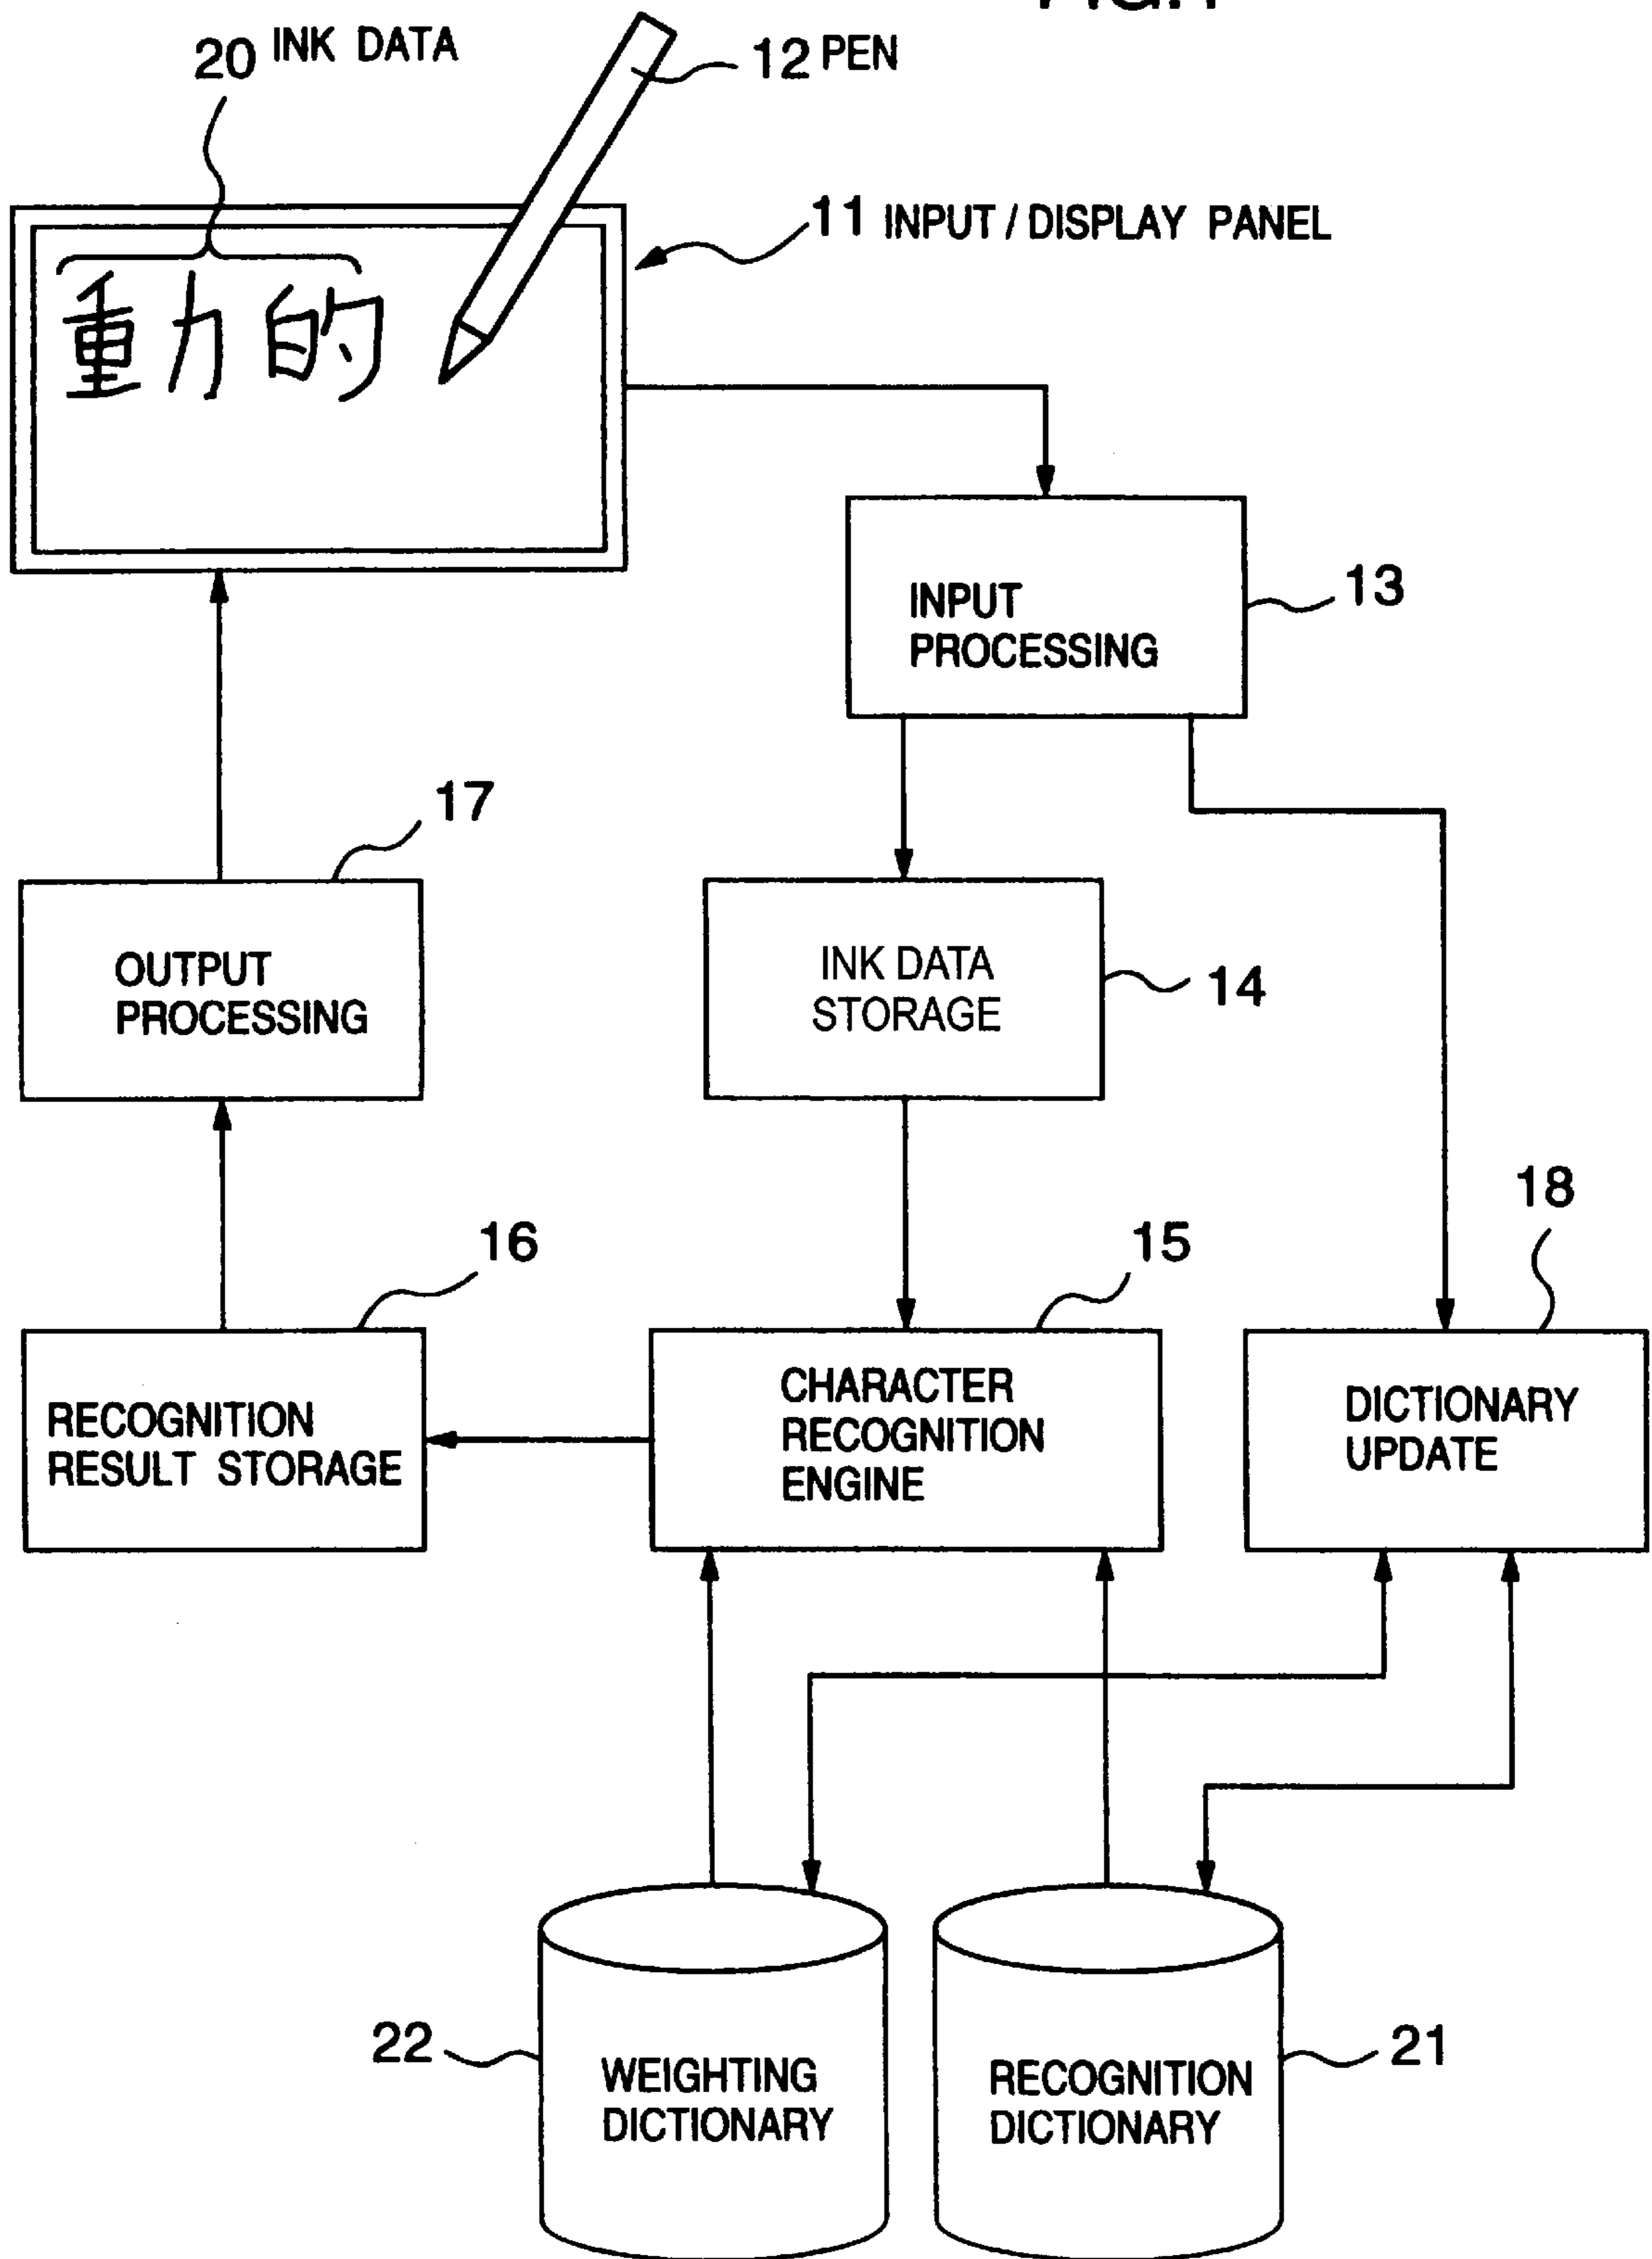 FIG.1
20 INK DATA
12 PEN
11 INPUT / DISPLAY PANEL
重力的
13
INPUT
PROCESSING
17
OUTPUT
PROCESSING
INK DATA
STORAGE
14
18
16
15
RECOGNITION
RESULT STORAGE
CHARACTER
RECOGNITION
ENGINE
DICTIONARY
UPDATE
22
WEIGHTING
DICTIONARY
RECOGNITION
DICTIONARY
21